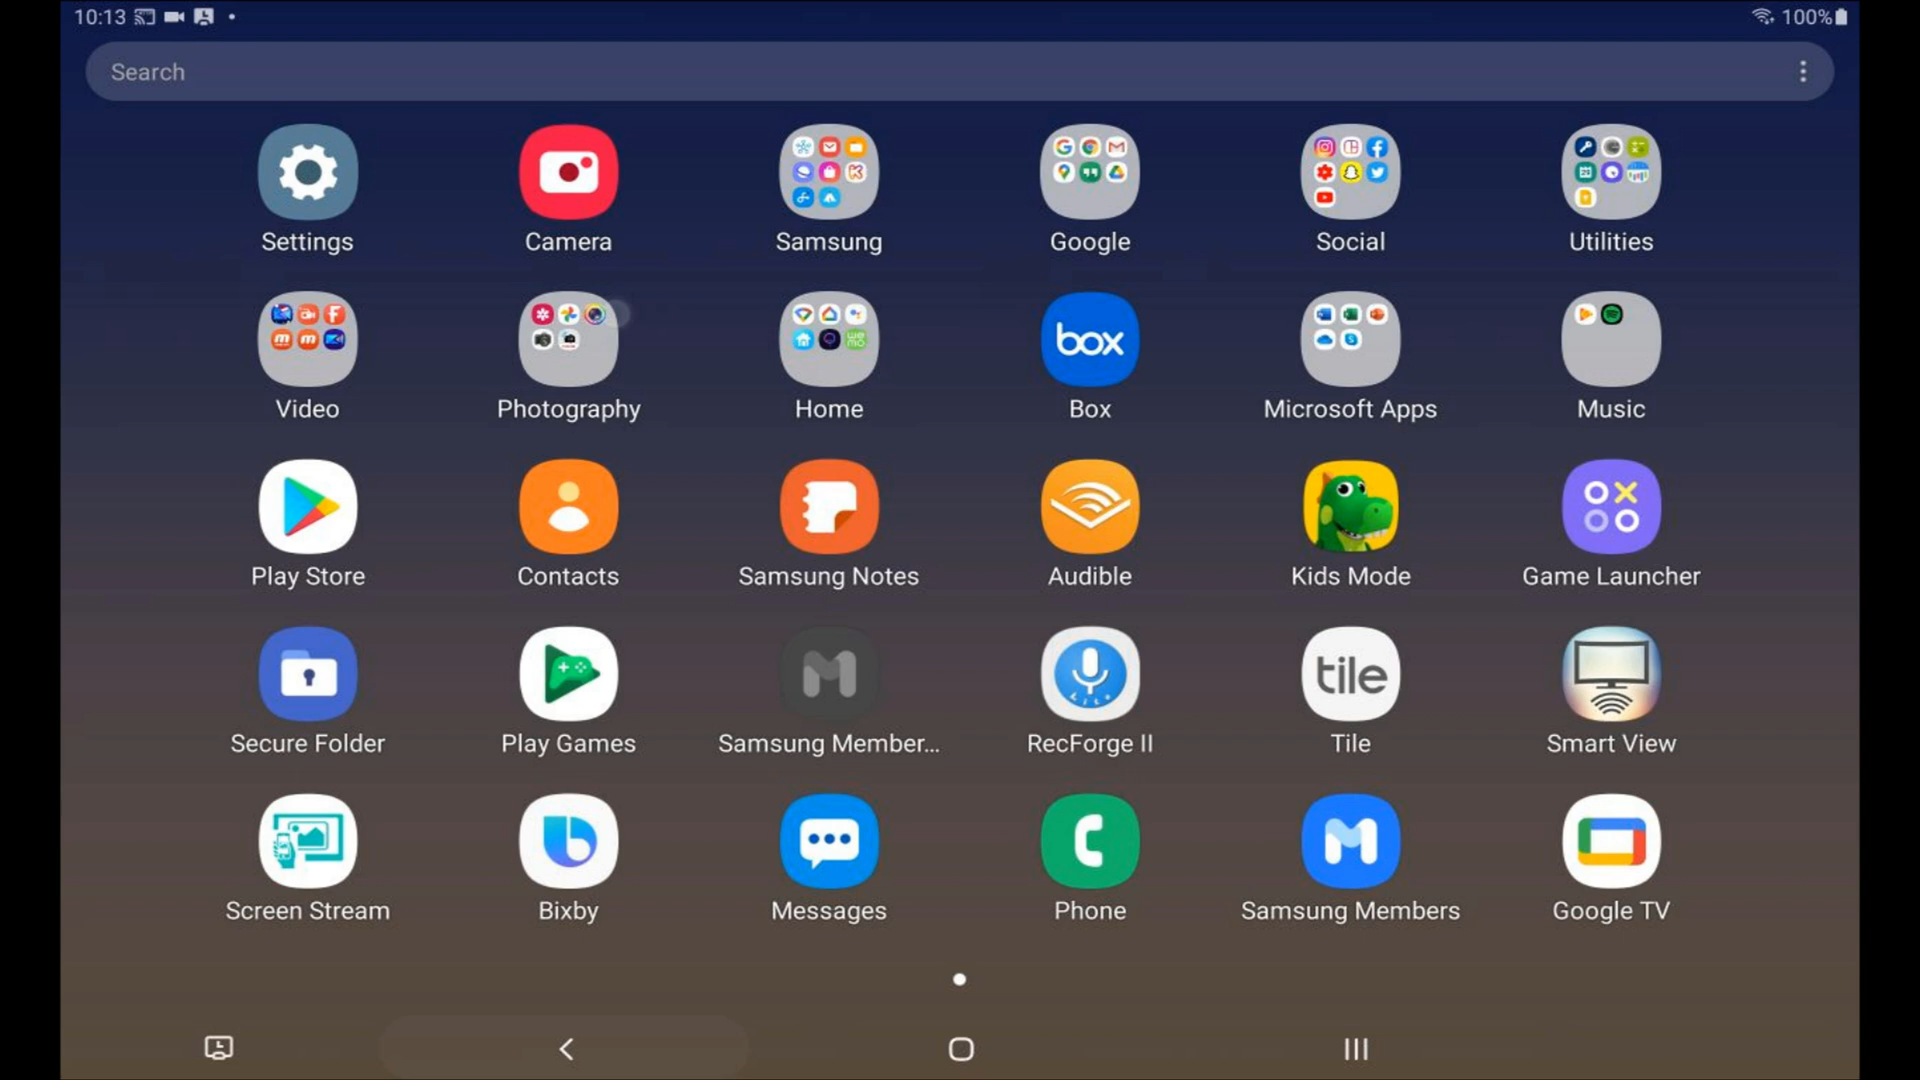 10:13
100%
Search
Settings
Camera
Samsung
Google
Social
Utilities
Video
Photography
Home
box
Box
Microsoft Apps
Music
Play Store
Contacts
Samsung Notes
Audible
Kids Mode
Game Launcher
Secure Folder
Play Games
Samsung Member...
RecForge II
tile
Tile
Smart View
Screen Stream
Bixby
Messages
Phone
Samsung Members
Google TV